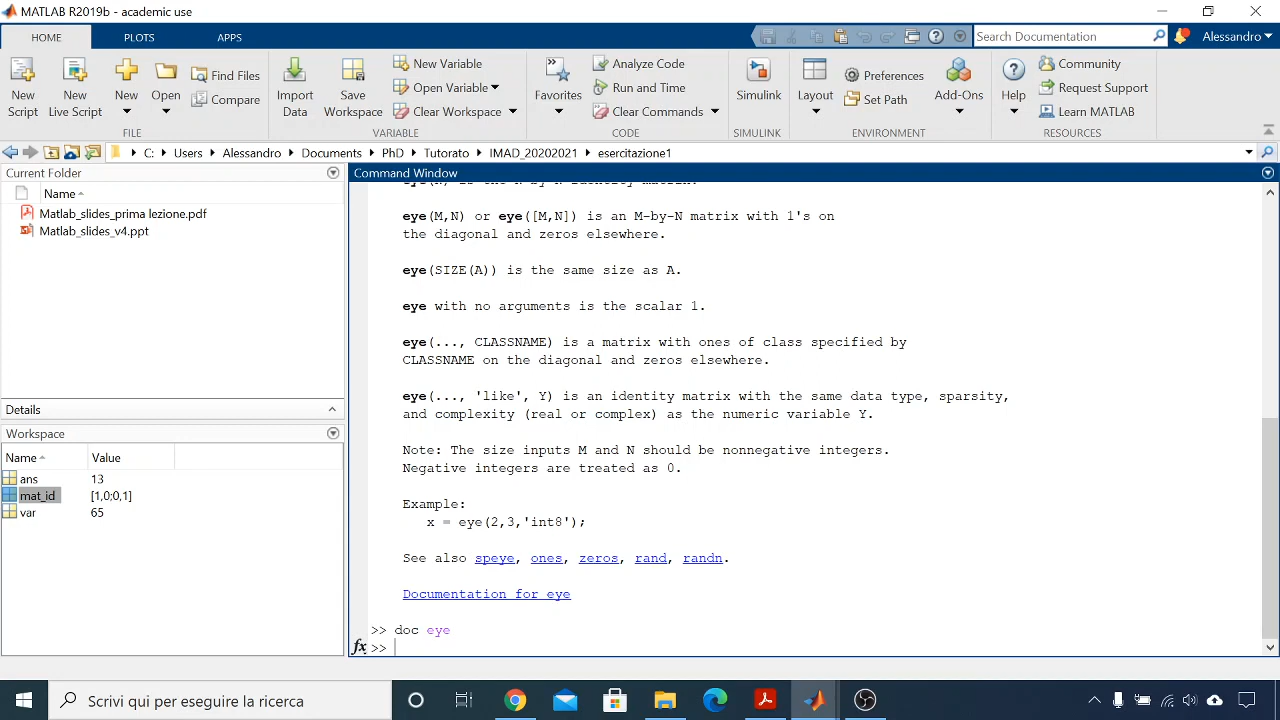 MATLAB R2019b - academic use
HOME PLOTS APPS
Search Documentation
Alessandro
New Script
New Live Script
New
Open
Find Files
Compare
FILE
Import Data
Save Workspace
New Variable
Open Variable
Clear Workspace
VARIABLE
Favorites
Analyze Code
Run and Time
Clear Commands
CODE
Simulink
SIMULINK
Layout
Preferences
Set Path
Add-Ons
ENVIRONMENT
Help
Community
Request Support
Learn MATLAB
RESOURCES
C: Users Alessandro Documents PhD Tutorato IMAD_20202021 esercitazione1
Current Folder
Name
Matlab_slides_prima lezione.pdf
Matlab_slides_v4.ppt
Details
Workspace
Name Value
ans 13
mat_id [1,0;0,1]
var 65
Command Window
eye(N) is the N-by-N identity matrix.
eye(M,N) or eye([M,N]) is an M-by-N matrix with 1's on
the diagonal and zeros elsewhere.
eye(SIZE(A)) is the same size as A.
eye with no arguments is the scalar 1.
eye(..., CLASSNAME) is a matrix with ones of class specified by
CLASSNAME on the diagonal and zeros elsewhere.
eye(..., 'like', Y) is an identity matrix with the same data type, sparsity,
and complexity (real or complex) as the numeric variable Y.
Note: The size inputs M and N should be nonnegative integers.
Negative integers are treated as 0.
Example:
x = eye(2,3,'int8');
See also speye, ones, zeros, rand, randn.
Documentation for eye
>> doc eye
fx >>
Scrivi qui per eseguire la ricerca